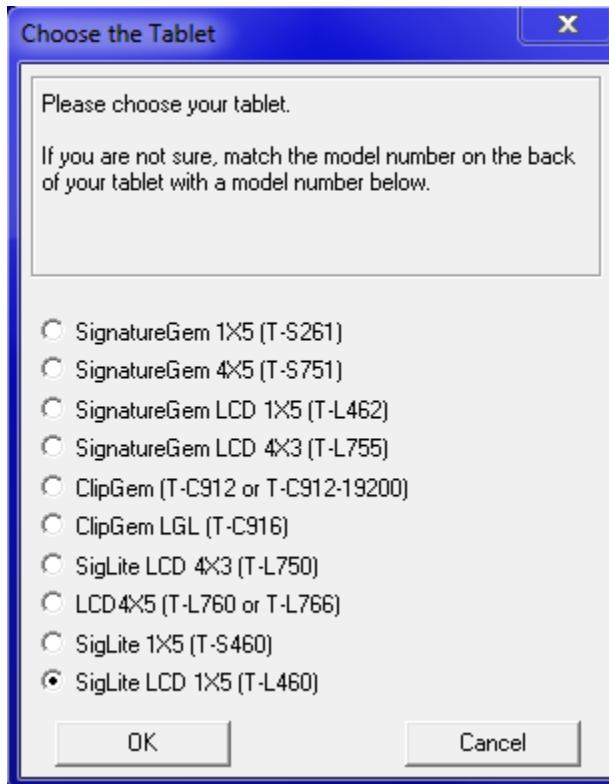 Choose the Tablet
X
Please choose your tablet.
If you are not sure, match the model number on the back
of your tablet with a model number below.
SignatureGem 1X5 (T-S261)
SignatureGem 4X5 (T-S751)
SignatureGem LCD 1X5 (T-L462)
SignatureGem LCD 4X3 (T-L755)
ClipGem (T-C912 or T-C912-19200)
ClipGem LGL (T-C916)
SigLite LCD 4X3 (T-L750)
LCD4X5 (T-L760 or T-L766)
SigLite 1X5 (T-S460)
SigLite LCD 1X5 (T-L460)
OK Cancel